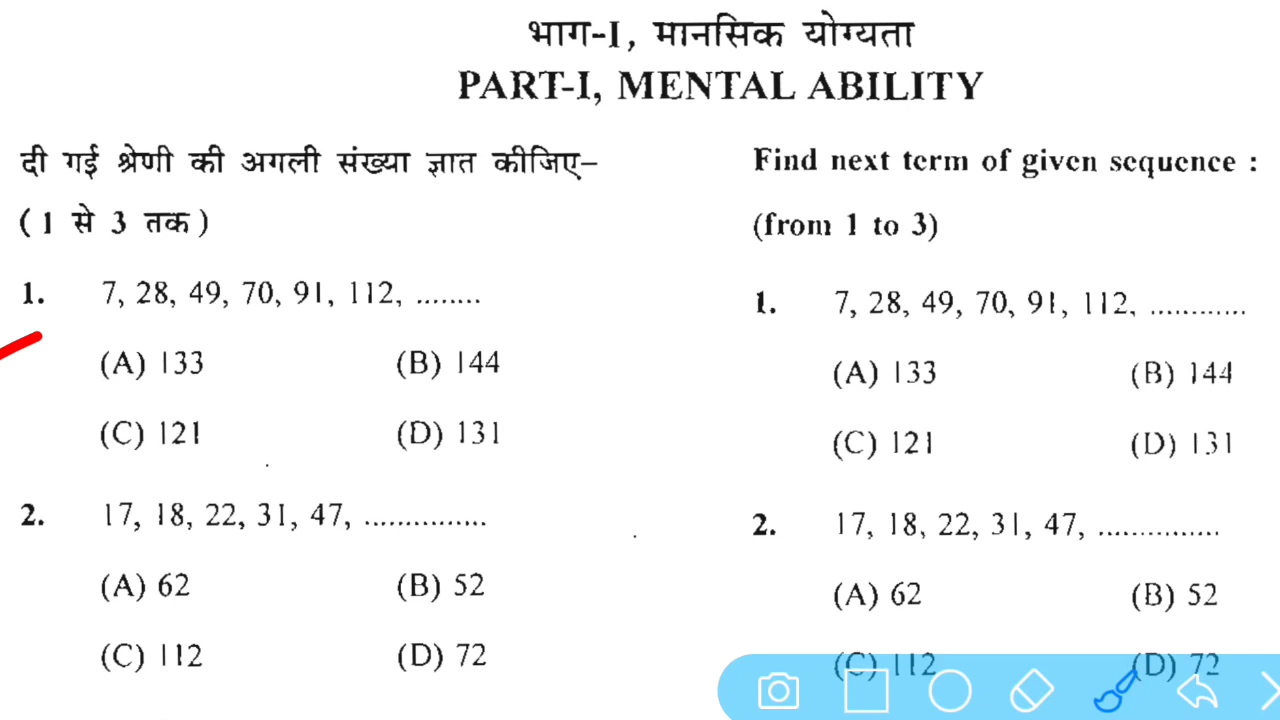 भाग-I, मानसिक योग्यता
PART-I, MENTAL ABILITY
दी गई श्रेणी की अगली संख्या ज्ञात कीजिए–
(1 से 3 तक)
1. 7, 28, 49, 70, 91, 112, ........
(A) 133 (B) 144
(C) 121 (D) 131
2. 17, 18, 22, 31, 47, ...............
(A) 62 (B) 52
(C) 112 (D) 72
Find next term of given sequence :
(from 1 to 3)
1. 7, 28, 49, 70, 91, 112, ............
(A) 133 (B) 144
(C) 121 (D) 131
2. 17, 18, 22, 31, 47, ...............
(A) 62 (B) 52
(C) 112 (D) 72